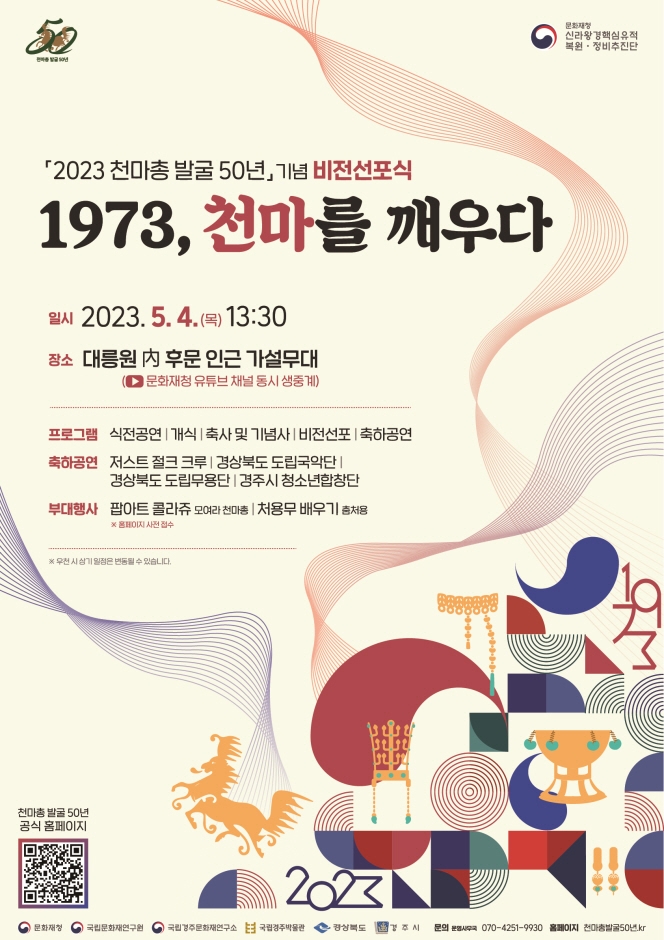 50
천마총 발굴 50년
문화재청
신라왕경핵심유적
복원·정비추진단
「2023 천마총 발굴 50년」기념 비전선포식
1973, 천마를 깨우다
일시 2023. 5. 4.(목) 13:30
장소 대릉원 內 후문 인근 가설무대
(문화재청 유튜브 채널 동시 생중계)
프로그램 식전공연 | 개식 | 축사 및 기념사 | 비전선포 | 축하공연
축하공연 저스트 절크 크루 | 경상북도 도립국악단 |
경상북도 도립무용단 | 경주시 청소년합창단
부대행사 팝아트 콜라쥬 모여라 천마총 | 처용무 배우기 춤처용
※ 홈페이지 사전 접수
※ 우천 시 상기 일정은 변동될 수 있습니다.
1973
천마총 발굴 50년
공식 홈페이지
2023
문화재청 국립문화재연구원 국립경주문화재연구소 국립경주박물관 경상북도 경주시 문의 운영사무국 070-4251-9930 홈페이지 천마총발굴50년.kr